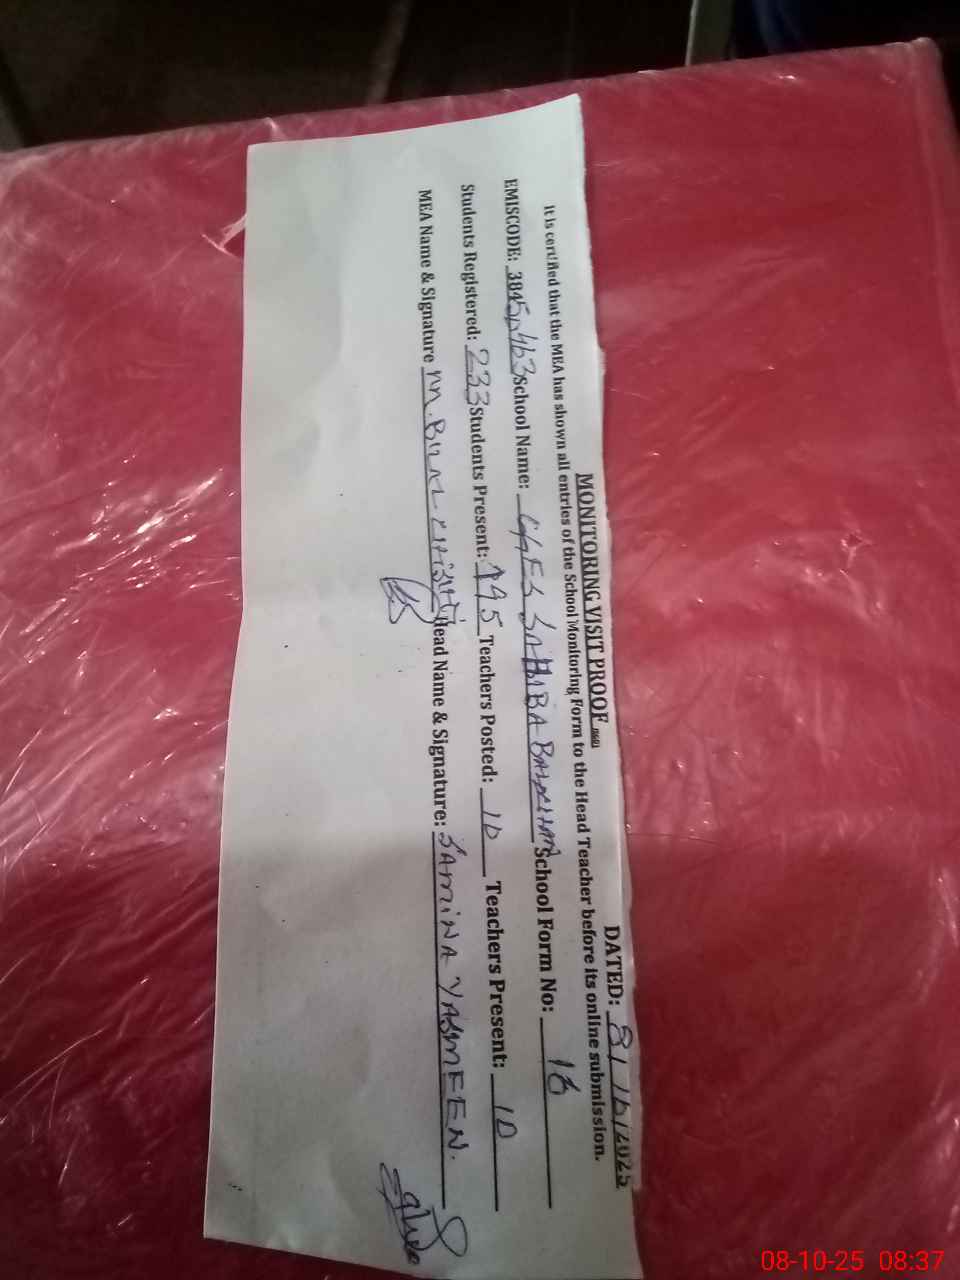 MONITORING VISIT PROOF
DATED: 8/10/2025
It is certified that the MEA has shown all entries of the School Monitoring Form to the Head Teacher before its online submission.
EMISCODE: School Name: GGES SAHIBA School Form No:
Students Registered: 233 Students Present: 195 Teachers Posted: 10 Teachers Present: 10
MEA Name & Signature M. Head Name & Signature: SAMINA YASMEEN.
08-10-25 08:37